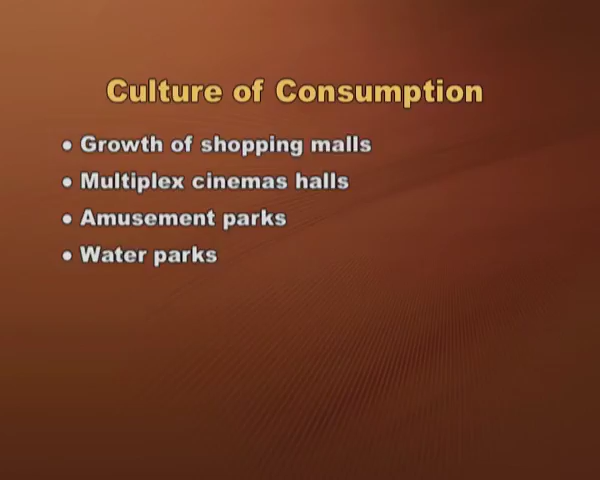 Culture of Consumption
• Growth of shopping malls
• Multiplex cinemas halls
• Amusement parks
• Water parks